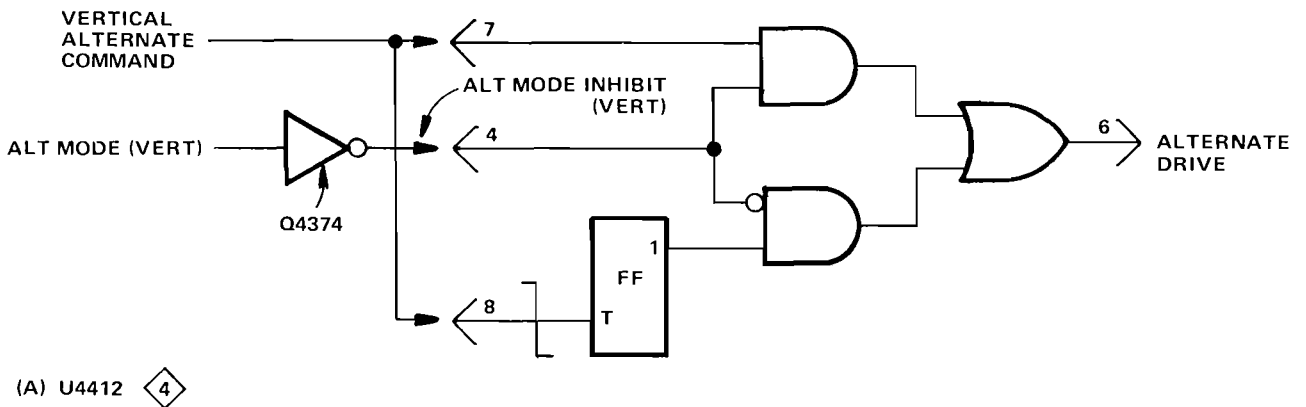 VERTICAL
ALTERNATE
COMMAND
7
ALT MODE INHIBIT
(VERT)
ALT MODE (VERT)
4
6
ALTERNATE
DRIVE
Q4374
1
FF
8
T
(A) U4412 4